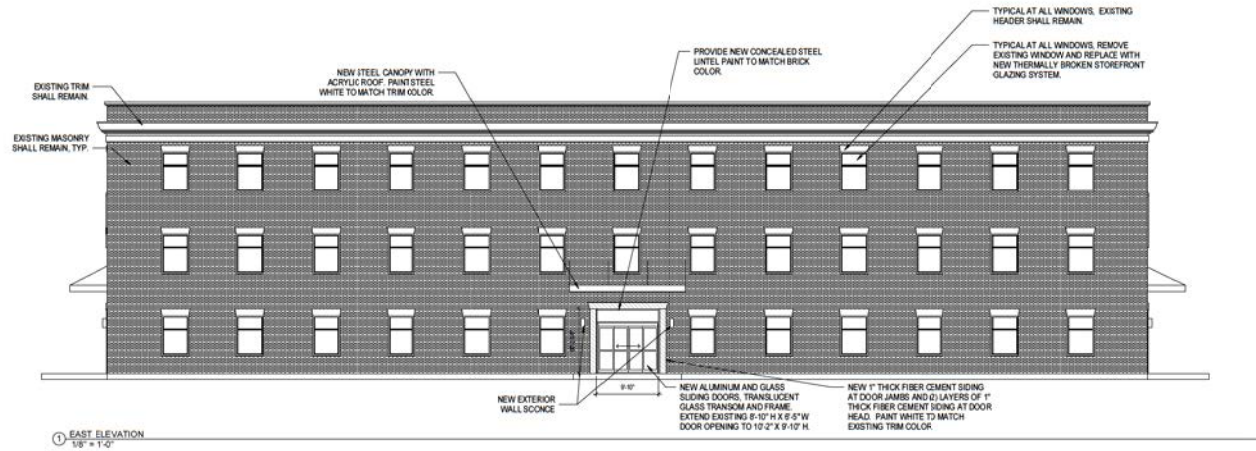 TYPICAL AT ALL WINDOWS, EXISTING
HEADER SHALL REMAIN.
TYPICAL AT ALL WINDOWS, REMOVE
EXISTING WINDOW AND REPLACE WITH
NEW THERMALLY BROKEN STOREFRONT
GLAZING SYSTEM.
PROVIDE NEW CONCEALED STEEL
LINTEL PAINT TO MATCH BRICK
COLOR.
NEW STEEL CANOPY WITH
ACRYLIC ROOF. PAINT STEEL
WHITE TO MATCH TRIM COLOR.
EXISTING TRIM
SHALL REMAIN.
EXISTING MASONRY
SHALL REMAIN, TYP.
9'-10"
NEW EXTERIOR
WALL SCONCE
NEW ALUMINUM AND GLASS
SLIDING DOORS, TRANSLUCENT
GLASS TRANSOM AND FRAME.
EXTEND EXISTING 8'-10" H X 6'-5" W
DOOR OPENING TO 10'-2" X 9'-10" H.
NEW 1" THICK FIBER CEMENT SIDING
AT DOOR JAMBS AND (2) LAYERS OF 1"
THICK FIBER CEMENT SIDING AT DOOR
HEAD. PAINT WHITE TO MATCH
EXISTING TRIM COLOR.
1 EAST ELEVATION
1/8" = 1'-0"